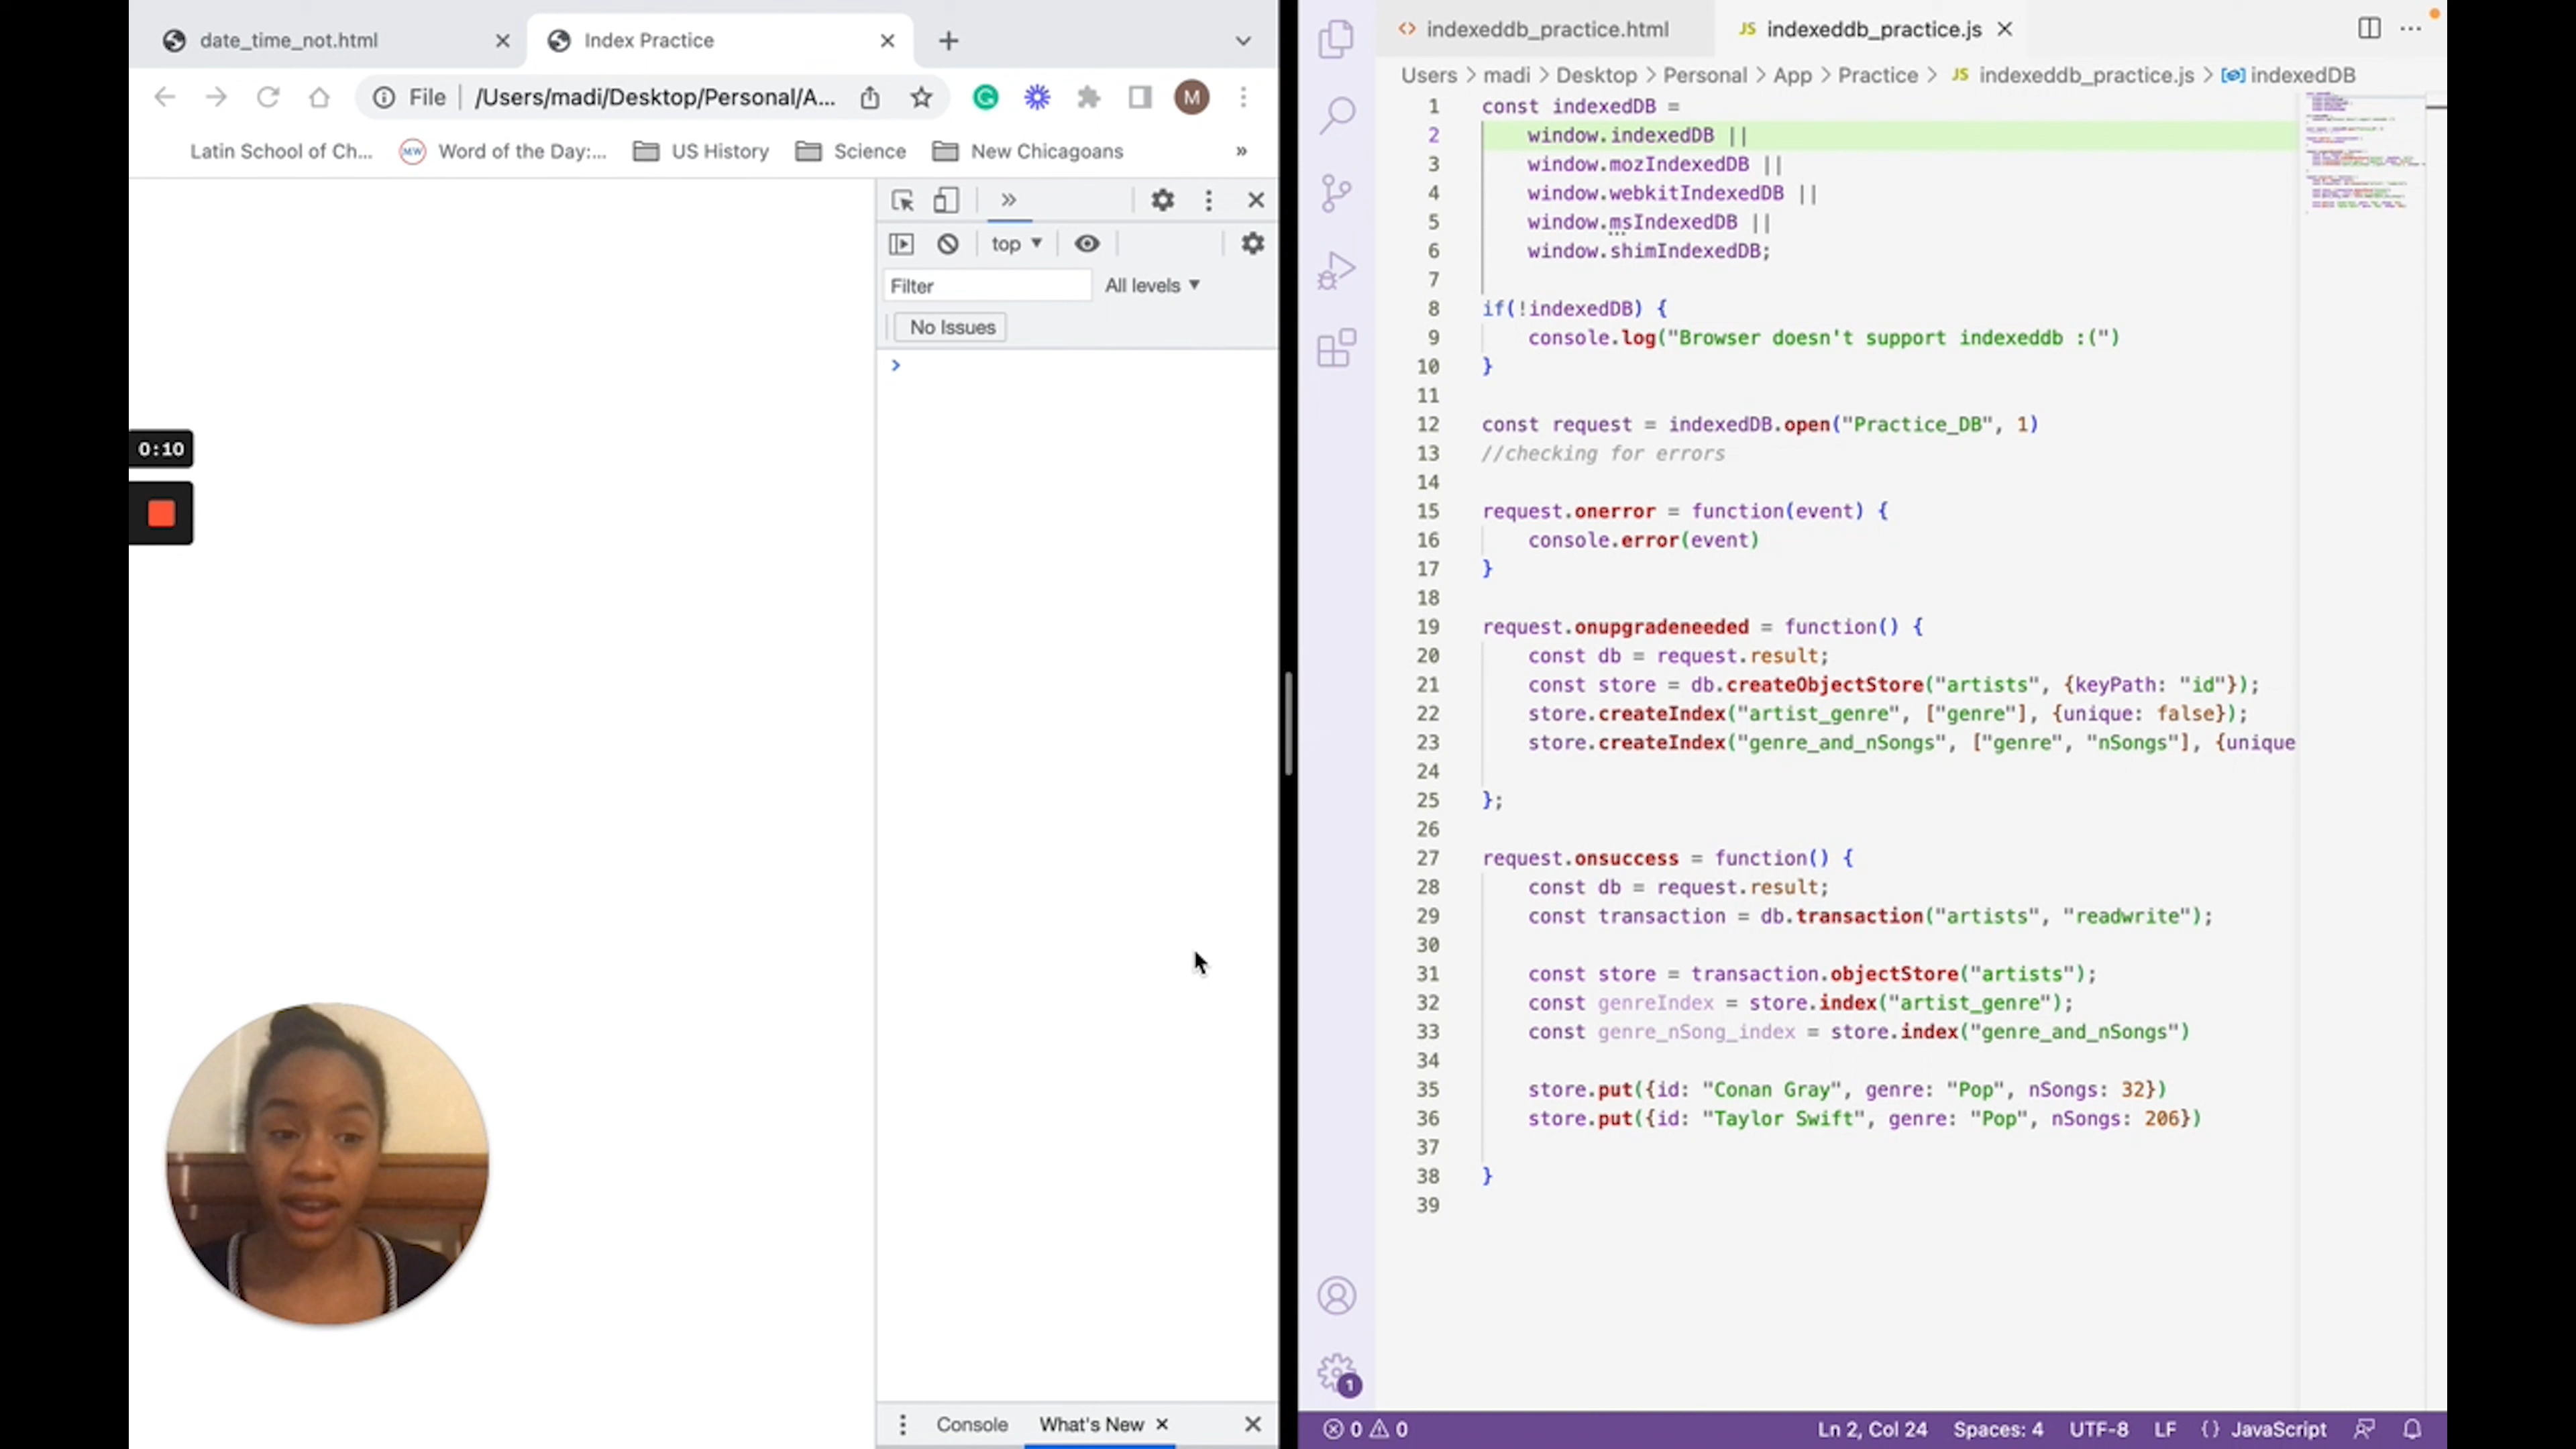 date_time_not.html
Index Practice
File
/Users/madi/Desktop/Personal/A...
M
Latin School of Ch...
MW
Word of the Day:...
US History
Science
New Chicagoans
»
»
top
Filter
All levels
No Issues
0:10
Console
What's New
indexeddb_practice.html
JS indexeddb_practice.js
Users > madi > Desktop > Personal > App > Practice > JS indexeddb_practice.js > indexedDB
1 const indexedDB =
2 window.indexedDB ||
3 window.mozIndexedDB ||
4 window.webkitIndexedDB ||
5 window.msIndexedDB ||
6 window.shimIndexedDB;
7
8 if(!indexedDB) {
9 console.log("Browser doesn't support indexeddb :(")
10 }
11
12 const request = indexedDB.open("Practice_DB", 1)
13 //checking for errors
14
15 request.onerror = function(event) {
16 console.error(event)
17 }
18
19 request.onupgradeneeded = function() {
20 const db = request.result;
21 const store = db.createObjectStore("artists", {keyPath: "id"});
22 store.createIndex("artist_genre", ["genre"], {unique: false});
23 store.createIndex("genre_and_nSongs", ["genre", "nSongs"], {unique
24
25 };
26
27 request.onsuccess = function() {
28 const db = request.result;
29 const transaction = db.transaction("artists", "readwrite");
30
31 const store = transaction.objectStore("artists");
32 const genreIndex = store.index("artist_genre");
33 const genre_nSong_index = store.index("genre_and_nSongs")
34
35 store.put({id: "Conan Gray", genre: "Pop", nSongs: 32})
36 store.put({id: "Taylor Swift", genre: "Pop", nSongs: 206})
37
38 }
39
1
0 0
Ln 2, Col 24
Spaces: 4
UTF-8
LF
{} JavaScript